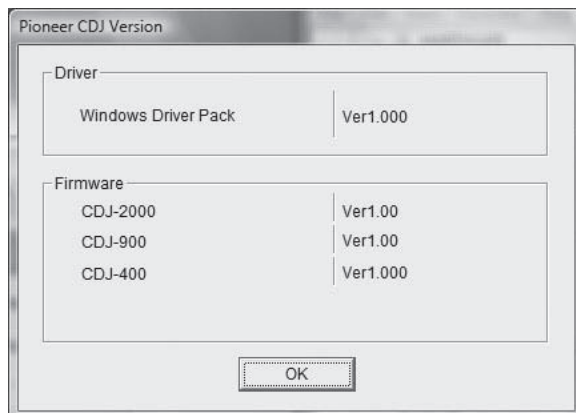 Pioneer CDJ Version
Driver
Windows Driver Pack Ver1.000
Firmware
CDJ-2000 Ver1.00
CDJ-900 Ver1.00
CDJ-400 Ver1.000
OK